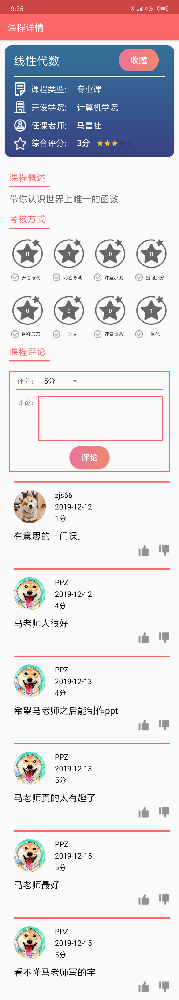 9:25 4G 85
课程详情
线性代数 收藏
课程类型: 专业课
开设学院: 计算机学院
任课老师: 马昌社
综合评分: 3分
课程概述
带你认识世界上唯一的函数
考核方式
0 1 0 0
开卷考试 闭卷考试 课堂小测 提问加分
0 0 0 1
PPT展示 论文 课堂点名 其他
课程评论
评分: 5分
评论:
评论
zjs66
2019-12-12
1分
有意思的一门课.
PPZ
2019-12-12
4分
马老师人很好
PPZ
2019-12-13
4分
希望马老师之后能制作ppt
PPZ
2019-12-13
5分
马老师真的太有趣了
PPZ
2019-12-15
5分
马老师最好
PPZ
2019-12-15
5分
看不懂马老师写的字